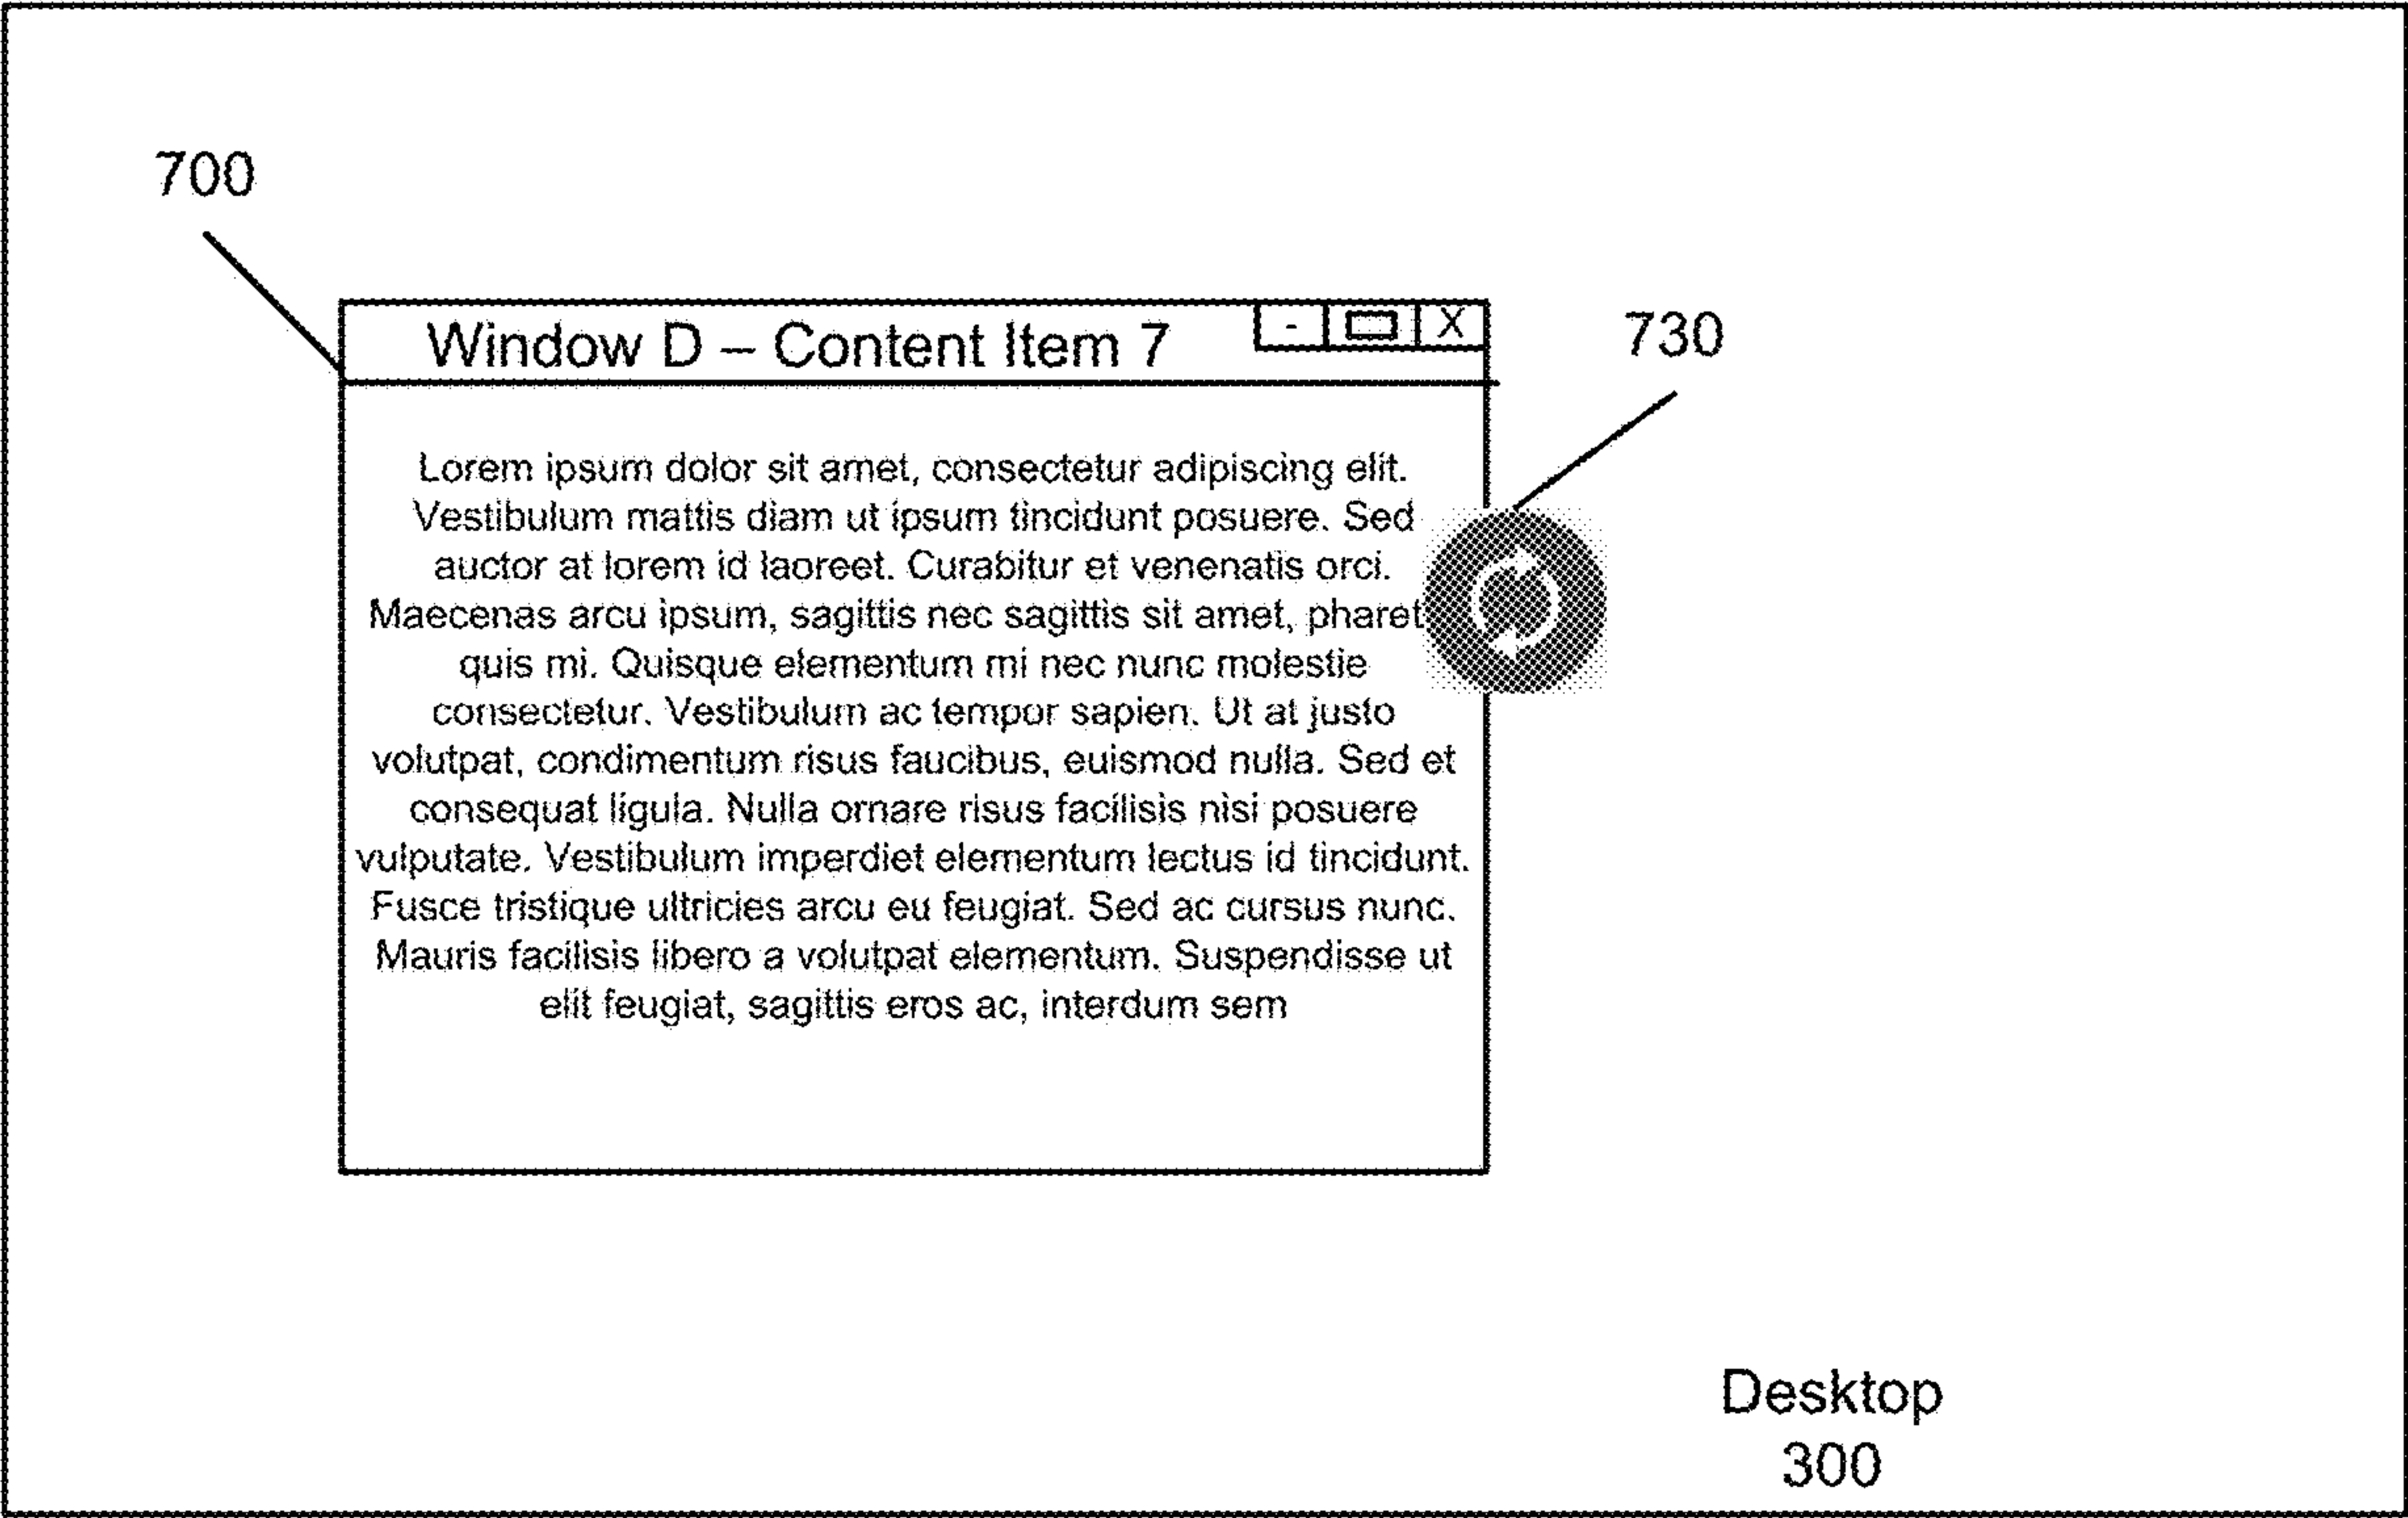 700
Window D – Content Item 7
-
X
730
Lorem ipsum dolor sit amet, consectetur adipiscing elit.
Vestibulum mattis diam ut ipsum tincidunt posuere. Sed
auctor at lorem id laoreet. Curabitur et venenatis orci.
Maecenas arcu ipsum, sagittis nec sagittis sit amet, pharet
quis mi. Quisque elementum mi nec nunc molestie
consectetur. Vestibulum ac tempor sapien. Ut at justo
volutpat, condimentum risus faucibus, euismod nulla. Sed et
consequat ligula. Nulla ornare risus facilisis nisi posuere
vulputate. Vestibulum imperdiet elementum lectus id tincidunt.
Fusce tristique ultricies arcu eu feugiat. Sed ac cursus nunc.
Mauris facilisis libero a volutpat elementum. Suspendisse ut
elit feugiat, sagittis eros ac, interdum sem
Desktop
300